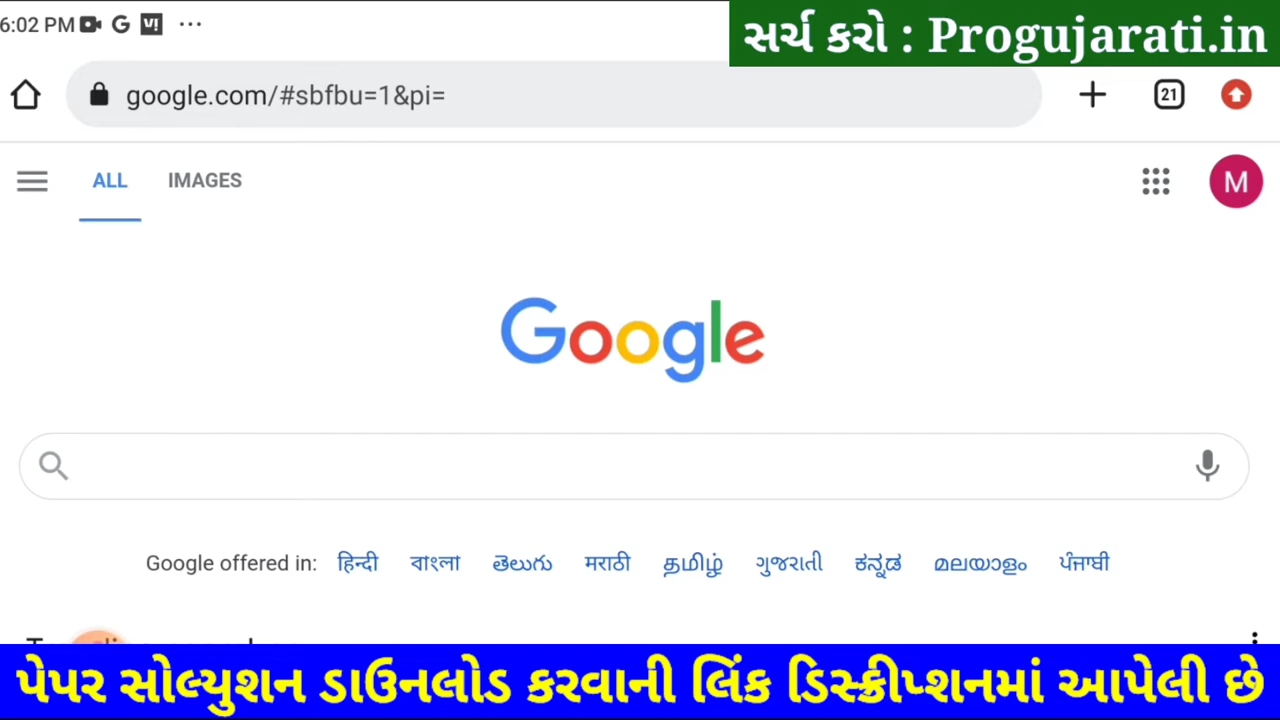 6:02 PM
સર્ચ કરો : Progujarati.in
google.com/#sbfbu=1&pi=
21
ALL IMAGES
M
Google
Google offered in: हिन्दी বাংলা తెలుగు मराठी தமிழ் ગુજરાતી ಕನ್ನಡ മലയാളം ਪੰਜਾਬੀ
પેપર સોલ્યુશન ડાઉનલોડ કરવાની લિંક ડિસ્ક્રીપ્શનમાં આપેલી છે